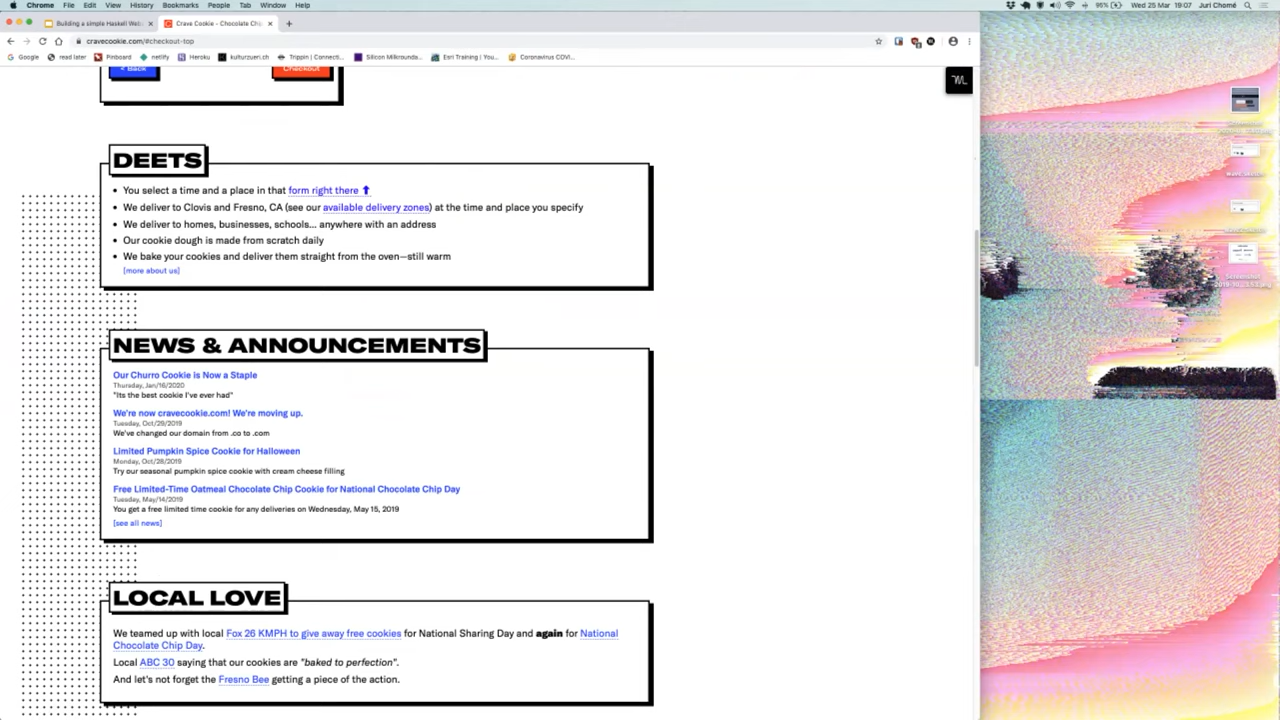 Chrome File Edit View History Bookmarks People Tab Window Help
95% Wed 25 Mar 19:07 Juri Chomé
Building a simple Haskell Web
Crave Cookie - Chocolate Chi
cravecookie.com/#checkout-top
Google read later Pinboard netlify Heroku kulturzueri.ch Trippin | Connecti... Silicon Milkrounda... Esri Training / You... Coronavirus COVI...
< Back Checkout
DEETS
You select a time and a place in that form right there ⬆
We deliver to Clovis and Fresno, CA (see our available delivery zones) at the time and place you specify
We deliver to homes, businesses, schools... anywhere with an address
Our cookie dough is made from scratch daily
We bake your cookies and deliver them straight from the oven—still warm
[more about us]
NEWS & ANNOUNCEMENTS
Our Churro Cookie is Now a Staple
Thursday, Jan/16/2020
"Its the best cookie I've ever had"
We're now cravecookie.com! We're moving up.
Tuesday, Oct/29/2019
We've changed our domain from .co to .com
Limited Pumpkin Spice Cookie for Halloween
Monday, Oct/28/2019
Try our seasonal pumpkin spice cookie with cream cheese filling
Free Limited-Time Oatmeal Chocolate Chip Cookie for National Chocolate Chip Day
Tuesday, May/14/2019
You get a free limited time cookie for any deliveries on Wednesday, May 15, 2019
[see all news]
LOCAL LOVE
We teamed up with local Fox 26 KMPH to give away free cookies for National Sharing Day and again for National
Chocolate Chip Day.
Local ABC 30 saying that our cookies are "baked to perfection".
And let's not forget the Fresno Bee getting a piece of the action.